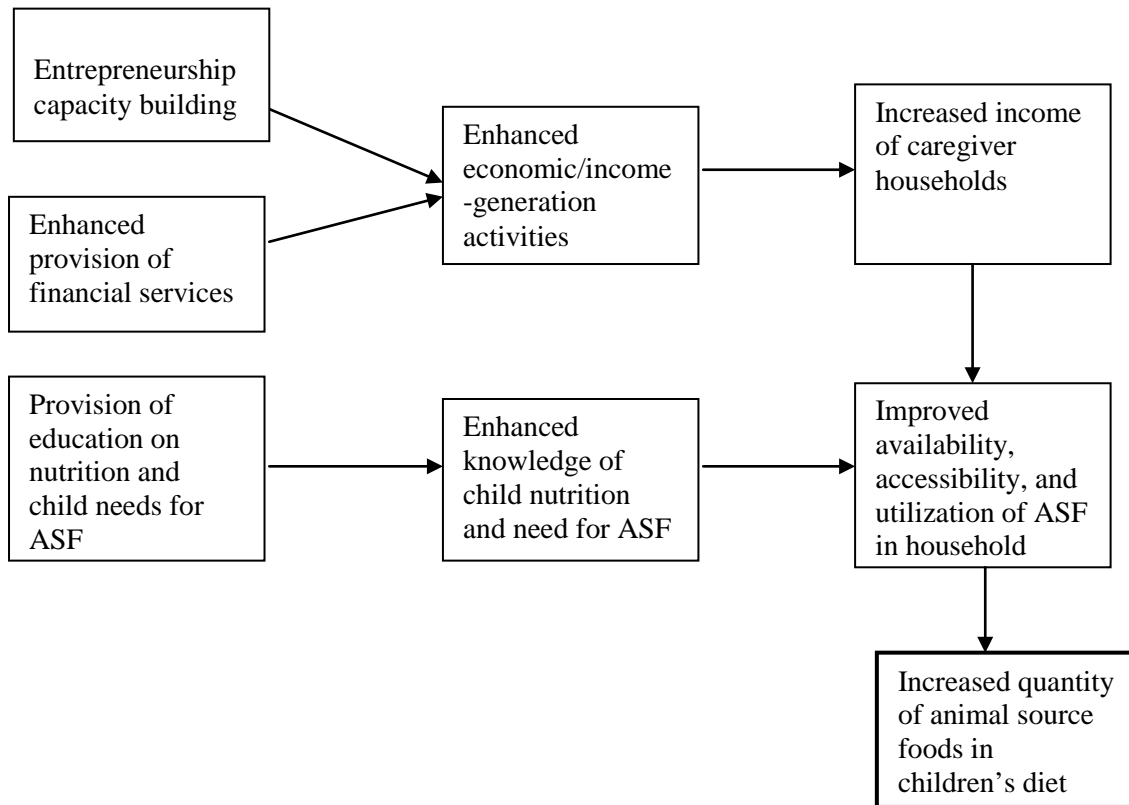 Entrepreneurship
capacity building
Enhanced
provision of
financial services
Enhanced
economic/income
-generation
activities
Increased income
of caregiver
households
Provision of
education on
nutrition and
child needs for
ASF
Enhanced
knowledge of
child nutrition
and need for ASF
Improved
availability,
accessibility, and
utilization of ASF
in household
Increased quantity
of animal source
foods in
children’s diet